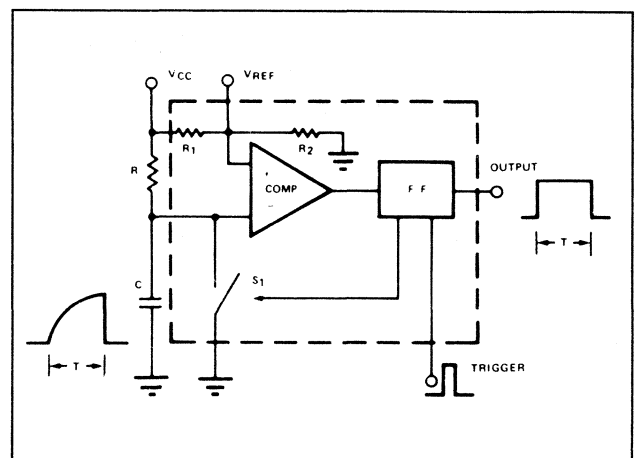 VCC VREF
R1 R2
R
COMP
F F
OUTPUT
T
C
S1
T
TRIGGER